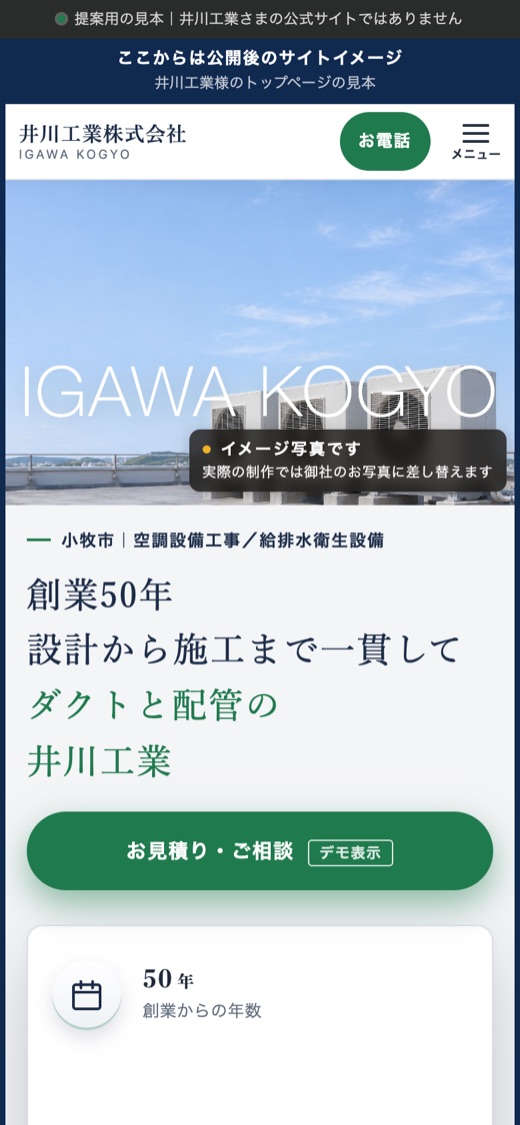 提案用の見本｜井川工業さまの公式サイトではありません
ここからは公開後のサイトイメージ
井川工業様のトップページの見本
井川工業株式会社
IGAWA KOGYO
お電話
メニュー
IGAWA KOGYO
イメージ写真です
実際の制作では御社のお写真に差し替えます
小牧市｜空調設備工事／給排水衛生設備
創業50年
設計から施工まで一貫して
ダクトと配管の
井川工業
お見積り・ご相談 デモ表示
50年
創業からの年数